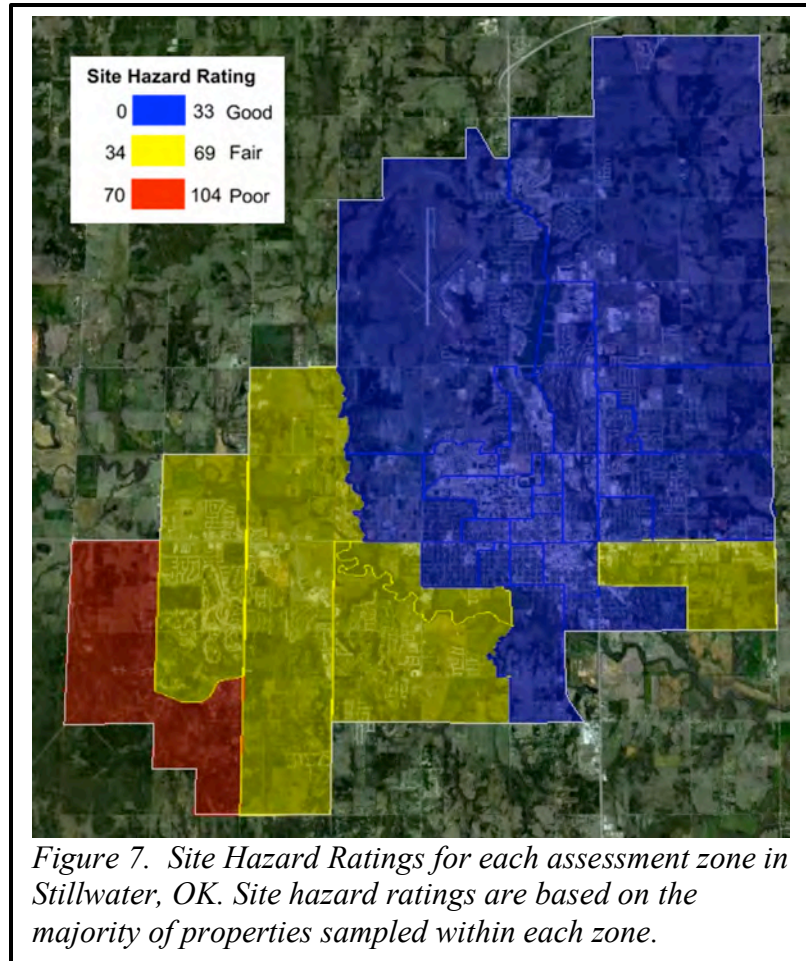 Site Hazard Rating
0 33 Good
34 69 Fair
70 104 Poor
Figure 7. Site Hazard Ratings for each assessment zone in
Stillwater, OK. Site hazard ratings are based on the
majority of properties sampled within each zone.